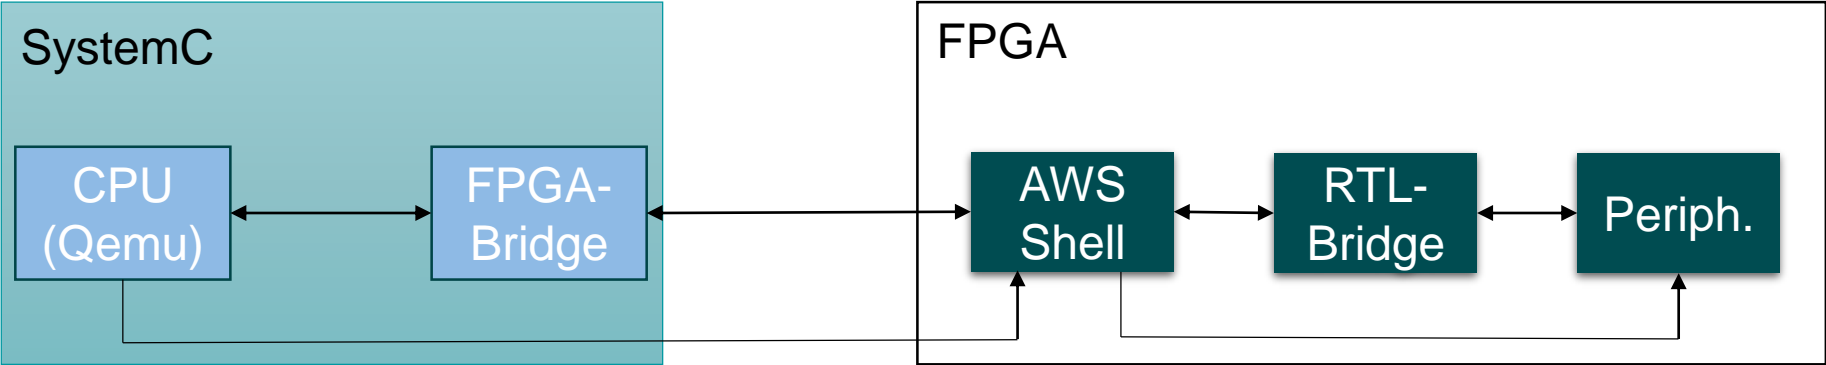 SystemC
CPU
(Qemu)
FPGA-
Bridge
FPGA
AWS
Shell
RTL-
Bridge
Periph.